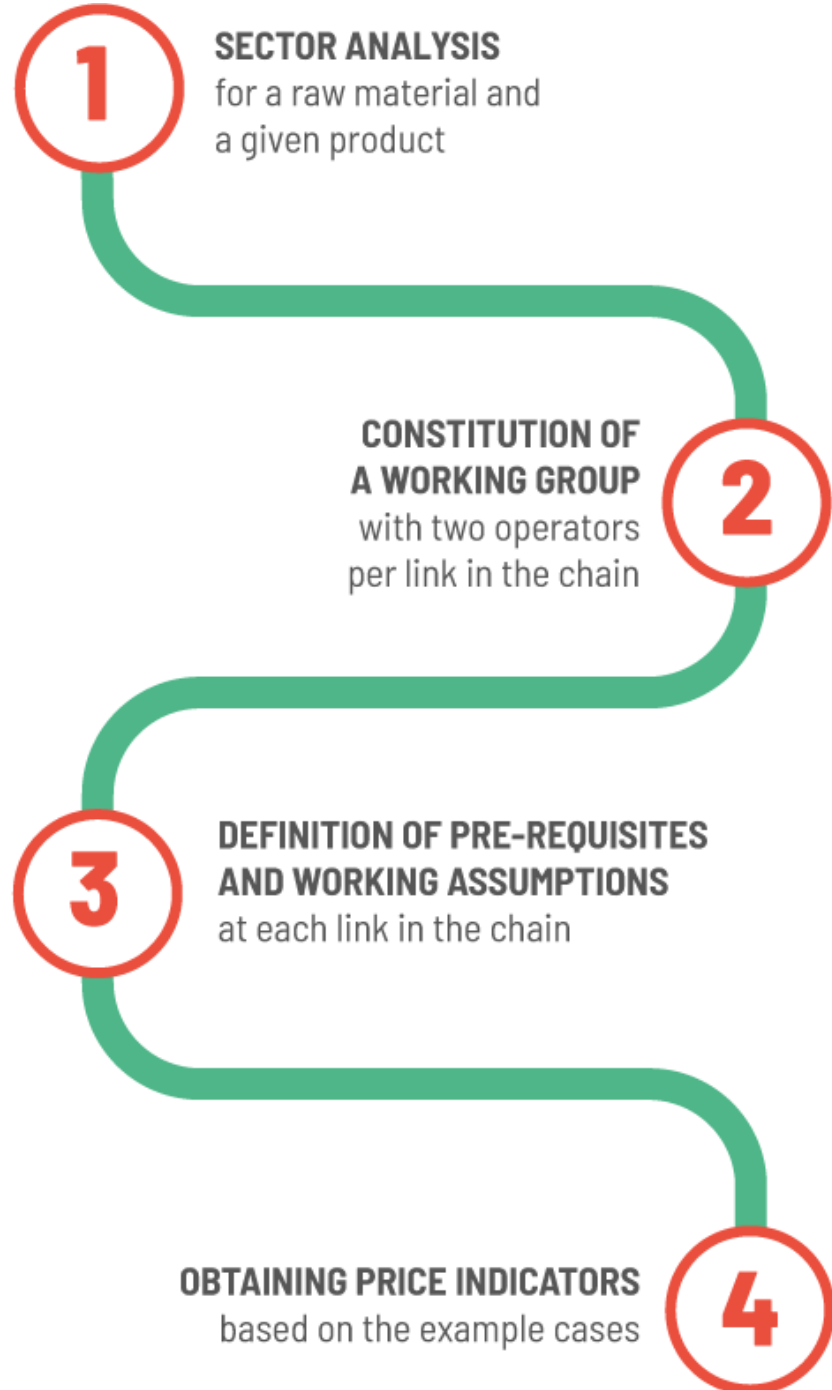 1
SECTOR ANALYSIS
for a raw material and
a given product
CONSTITUTION OF
A WORKING GROUP
with two operators
per link in the chain
2
3
DEFINITION OF PRE-REQUISITES
AND WORKING ASSUMPTIONS
at each link in the chain
OBTAINING PRICE INDICATORS
based on the example cases
4